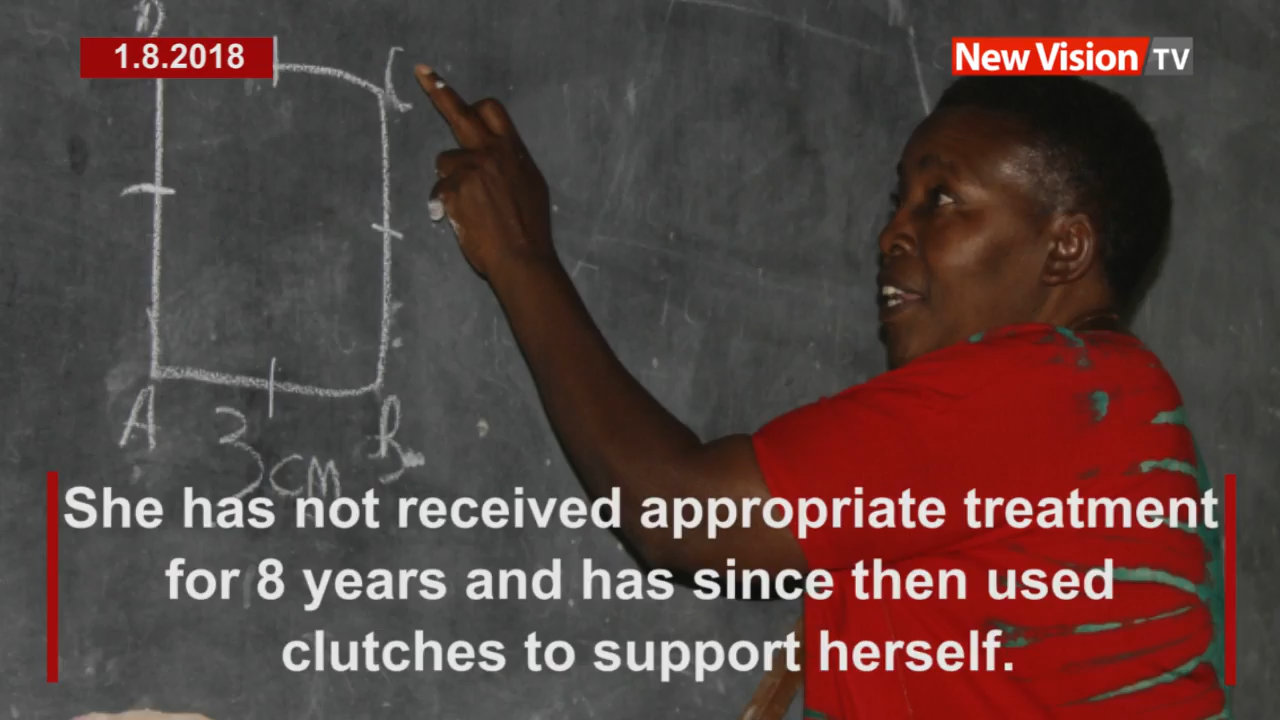 D
1.8.2018
C
New Vision TV
A
B
3cm
She has not received appropriate treatment
for 8 years and has since then used
clutches to support herself.